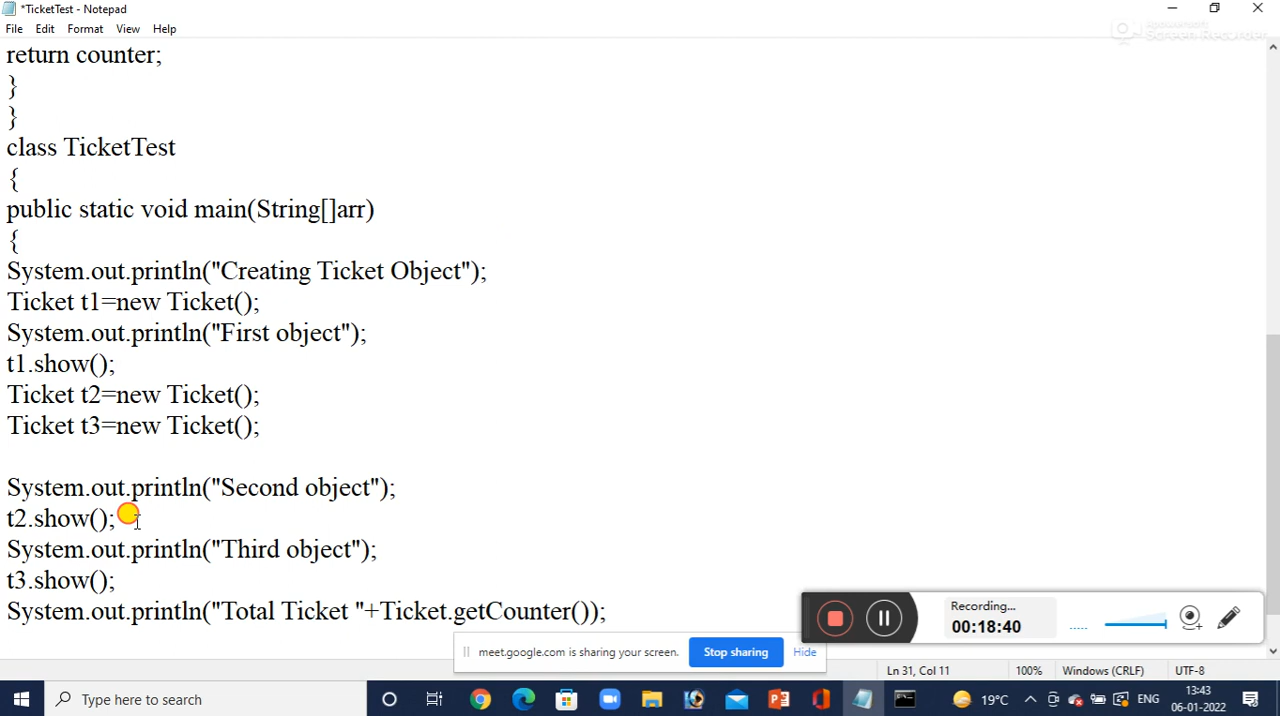 *TicketTest - Notepad
File Edit Format View Help
Apowersoft
Screen Recorder
return counter;
}
}
class TicketTest
{
public static void main(String[]arr)
{
System.out.println("Creating Ticket Object");
Ticket t1=new Ticket();
System.out.println("First object");
t1.show();
Ticket t2=new Ticket();
Ticket t3=new Ticket();
System.out.println("Second object");
t2.show();
System.out.println("Third object");
t3.show();
System.out.println("Total Ticket "+Ticket.getCounter());
Recording...
00:18:40
meet.google.com is sharing your screen. Stop sharing Hide
Ln 31, Col 11 100% Windows (CRLF) UTF-8
Type here to search 19°C ENG 13:43
06-01-2022